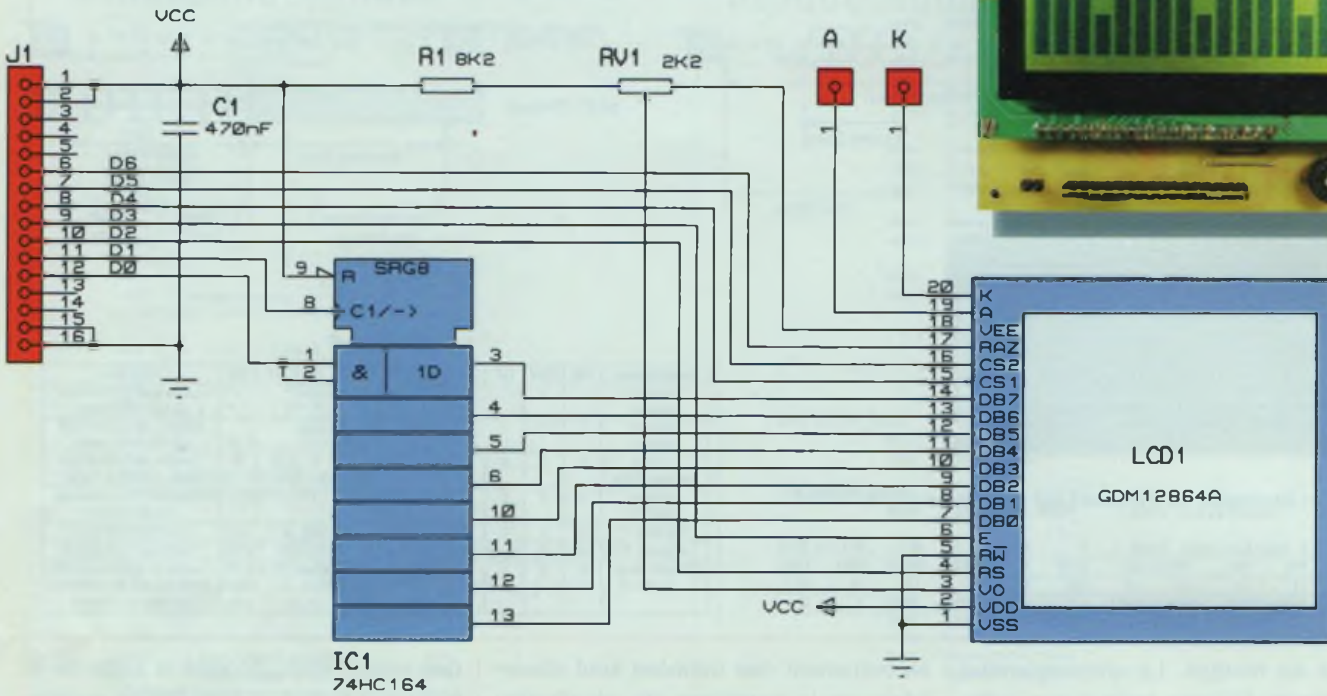 VCC
J1
1
2
3
4
5
6 D6
7 D5
8 D4
9 D3
10 D2
11 D1
12 D0
13
14
15
16
C1
470nF
R1 8K2
RV1 2K2
A K
1 1
9 R SRG8
8 C1/->
1
2 & 1D
3
4
5
6
10
11
12
13
IC1
74HC164
20 K
19 A
18 VEE
17 RAZ
16 CS2
15 CS1
14 DB7
13 DB6
12 DB5
11 DB4
10 DB3
9 DB2
8 DB1
7 DB0
6 E
5 RW
4 RS
3 VO
2 VDD
1 VSS
VCC
LCD1
GDM12864A